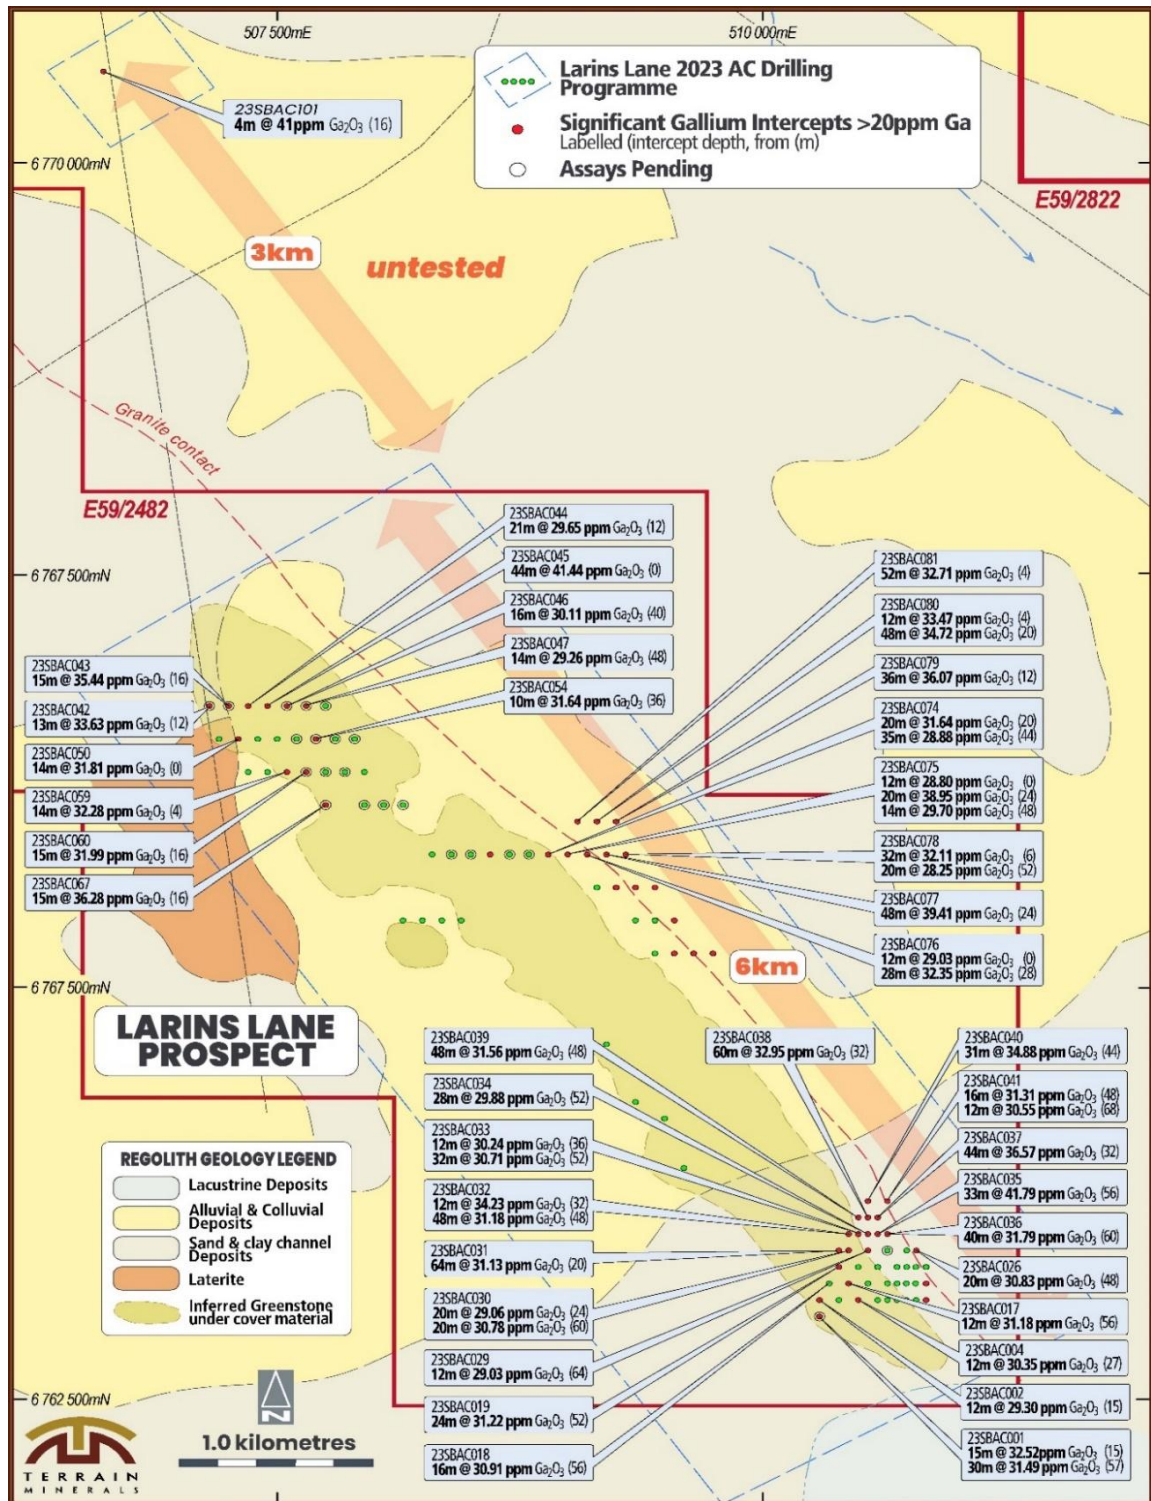 507 500mE
510 000mE
Larins Lane 2023 AC Drilling
Programme
Significant Gallium Intercepts >20ppm Ga
Labelled (intercept depth, from (m)
Assays Pending
23SBAC101
4m @ 41ppm Ga₂O₃ (16)
6 770 000mN
E59/2822
3km
untested
Granite contact
E59/2482
6 767 500mN
23SBAC044
21m @ 29.65 ppm Ga₂O₃ (12)
23SBAC045
44m @ 41.44 ppm Ga₂O₃ (0)
23SBAC046
16m @ 30.11 ppm Ga₂O₃ (40)
23SBAC047
14m @ 29.26 ppm Ga₂O₃ (48)
23SBAC054
10m @ 31.64 ppm Ga₂O₃ (36)
23SBAC081
52m @ 32.71 ppm Ga₂O₃ (4)
23SBAC080
12m @ 33.47 ppm Ga₂O₃ (4)
48m @ 34.72 ppm Ga₂O₃ (20)
23SBAC079
36m @ 36.07 ppm Ga₂O₃ (12)
23SBAC074
20m @ 31.64 ppm Ga₂O₃ (20)
35m @ 28.88 ppm Ga₂O₃ (44)
23SBAC075
12m @ 28.80 ppm Ga₂O₃ (0)
20m @ 38.95 ppm Ga₂O₃ (24)
14m @ 29.70 ppm Ga₂O₃ (48)
23SBAC078
32m @ 32.11 ppm Ga₂O₃ (6)
20m @ 28.25 ppm Ga₂O₃ (52)
23SBAC077
48m @ 39.41 ppm Ga₂O₃ (24)
23SBAC076
12m @ 29.03 ppm Ga₂O₃ (0)
28m @ 32.35 ppm Ga₂O₃ (28)
23SBAC043
15m @ 35.44 ppm Ga₂O₃ (16)
23SBAC042
13m @ 33.63 ppm Ga₂O₃ (12)
23SBAC050
14m @ 31.81 ppm Ga₂O₃ (0)
23SBAC059
14m @ 32.28 ppm Ga₂O₃ (4)
23SBAC060
15m @ 31.99 ppm Ga₂O₃ (16)
23SBAC067
15m @ 36.28 ppm Ga₂O₃ (16)
6km
6 767 500mN
LARINS LANE
PROSPECT
23SBAC039
48m @ 31.56 ppm Ga₂O₃ (48)
23SBAC034
28m @ 29.88 ppm Ga₂O₃ (52)
23SBAC033
12m @ 30.24 ppm Ga₂O₃ (36)
32m @ 30.71 ppm Ga₂O₃ (52)
23SBAC032
12m @ 34.23 ppm Ga₂O₃ (32)
48m @ 31.18 ppm Ga₂O₃ (48)
23SBAC031
64m @ 31.13 ppm Ga₂O₃ (20)
23SBAC030
20m @ 29.06 ppm Ga₂O₃ (24)
20m @ 30.78 ppm Ga₂O₃ (60)
23SBAC029
12m @ 29.03 ppm Ga₂O₃ (64)
23SBAC019
24m @ 31.22 ppm Ga₂O₃ (52)
23SBAC018
16m @ 30.91 ppm Ga₂O₃ (56)
23SBAC038
60m @ 32.95 ppm Ga₂O₃ (32)
23SBAC040
31m @ 34.88 ppm Ga₂O₃ (44)
23SBAC041
16m @ 31.31 ppm Ga₂O₃ (48)
12m @ 30.55 ppm Ga₂O₃ (68)
23SBAC037
44m @ 36.57 ppm Ga₂O₃ (32)
23SBAC035
33m @ 41.79 ppm Ga₂O₃ (56)
23SBAC036
40m @ 31.79 ppm Ga₂O₃ (60)
23SBAC026
20m @ 30.83 ppm Ga₂O₃ (48)
23SBAC017
12m @ 31.18 ppm Ga₂O₃ (56)
23SBAC004
12m @ 30.35 ppm Ga₂O₃ (27)
23SBAC002
12m @ 29.30 ppm Ga₂O₃ (15)
23SBAC001
15m @ 32.52ppm Ga₂O₃ (15)
30m @ 31.49 ppm Ga₂O₃ (57)
REGOLITH GEOLOGY LEGEND
Lacustrine Deposits
Alluvial & Colluvial
Deposits
Sand & clay channel
Deposits
Laterite
Inferred Greenstone
under cover material
6 762 500mN
N
1.0 kilometres
TERRAIN
MINERALS